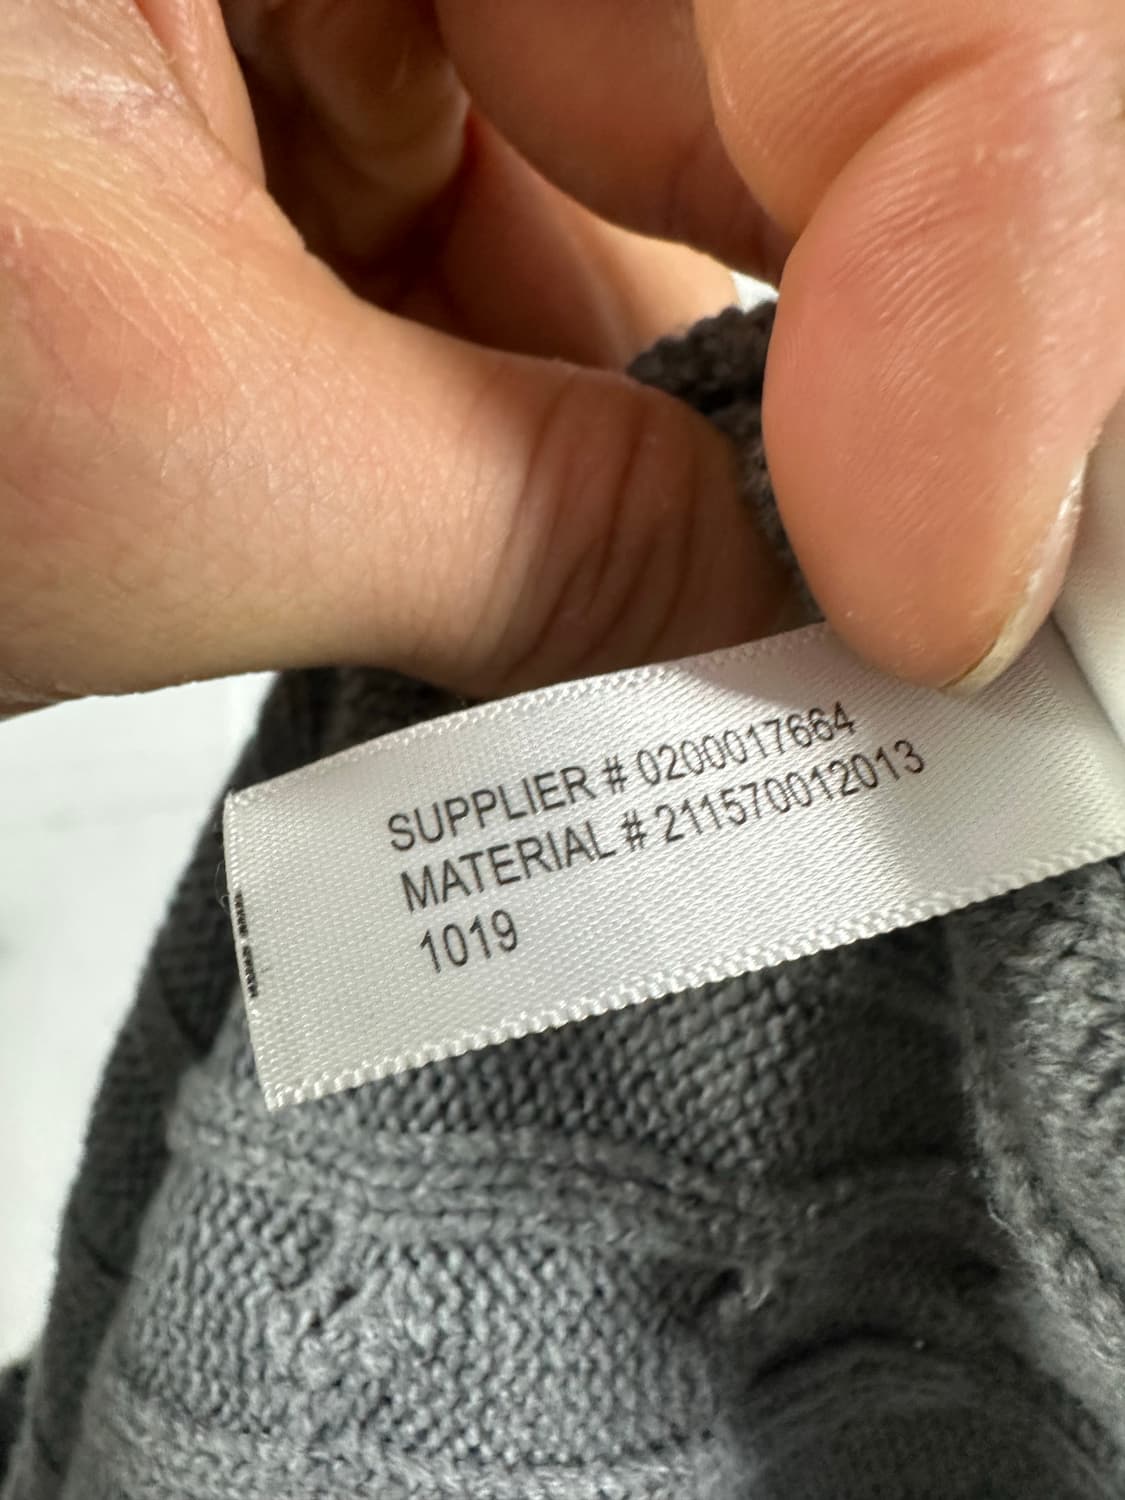 SUPPLIER # 0200017664
MATERIAL # 211570012013
1019